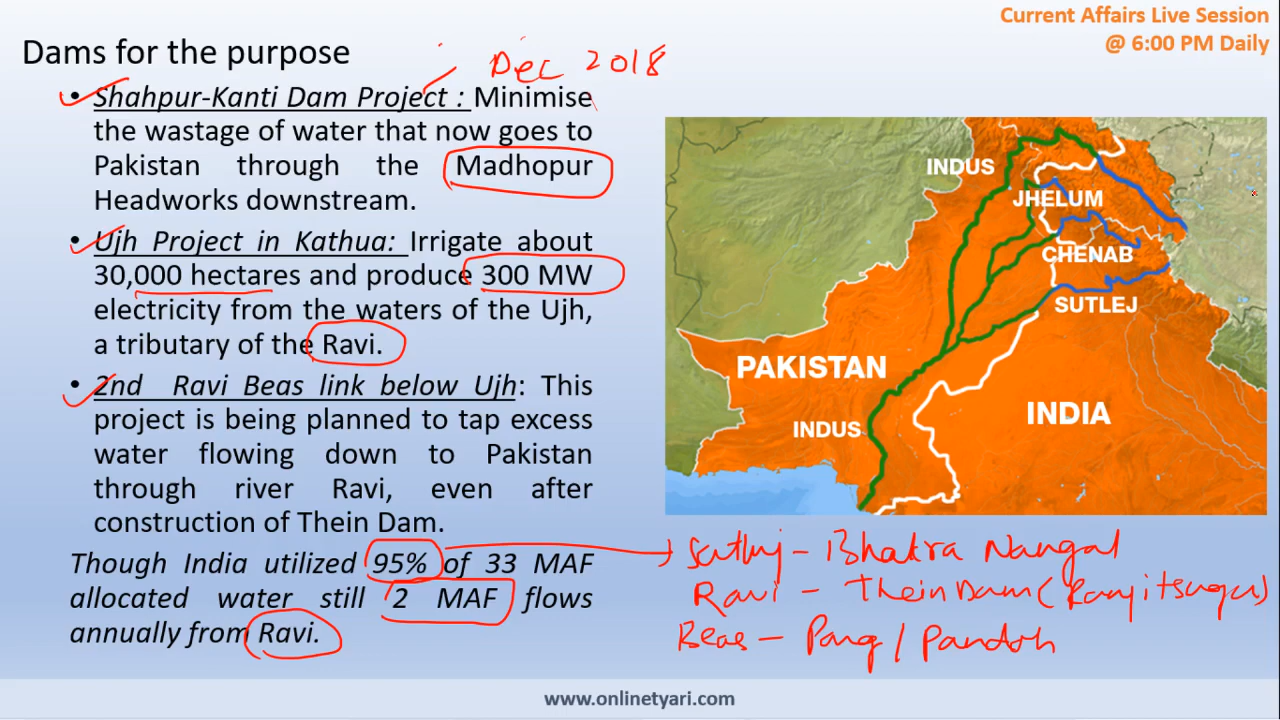 Current Affairs Live Session
@ 6:00 PM Daily
Dams for the purpose
Dec 2018
• Shahpur-Kanti Dam Project : Minimise
the wastage of water that now goes to
Pakistan through the Madhopur
Headworks downstream.
• Ujh Project in Kathua: Irrigate about
30,000 hectares and produce 300 MW
electricity from the waters of the Ujh,
a tributary of the Ravi.
• 2nd Ravi Beas link below Ujh: This
project is being planned to tap excess
water flowing down to Pakistan
through river Ravi, even after
construction of Thein Dam.
Though India utilized 95% of 33 MAF
allocated water still 2 MAF flows
annually from Ravi.
INDUS
JHELUM
CHENAB
SUTLEJ
PAKISTAN
INDIA
INDUS
Sutluj - Bhakra Nangal
Ravi - Thein Dam (Ranjitsagar)
Beas - Pong / Pandoh
www.onlinetyari.com